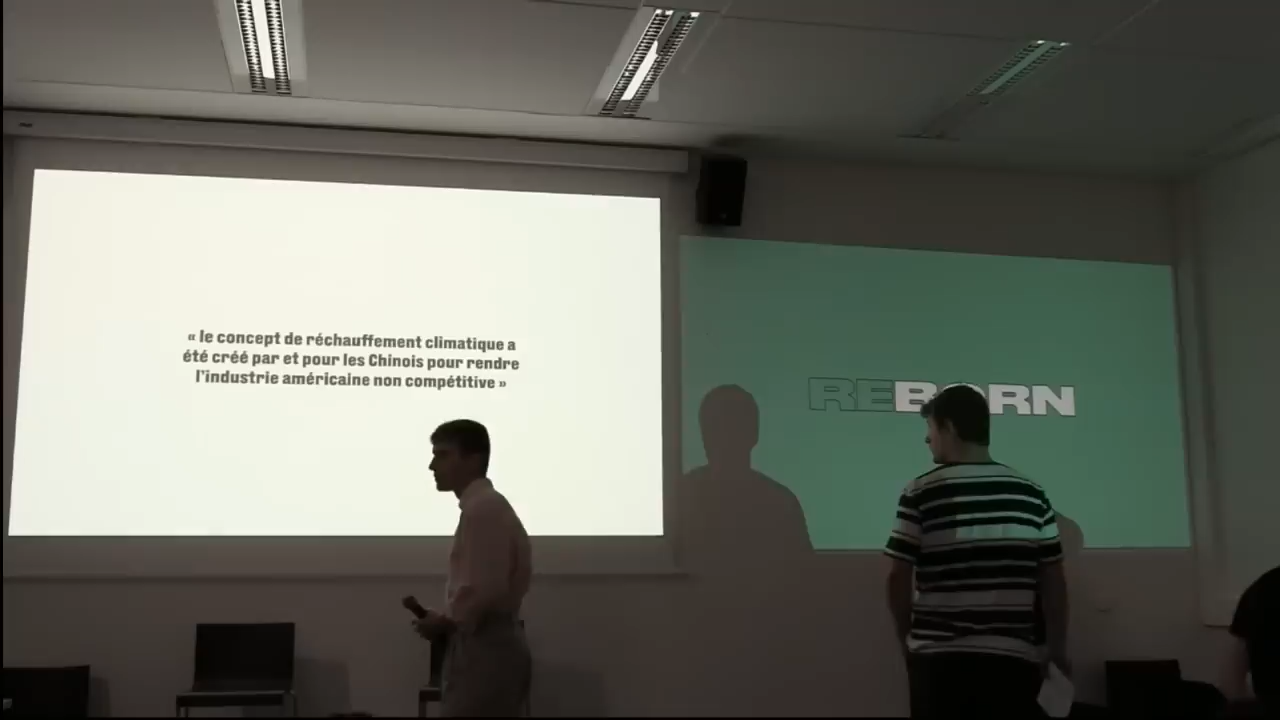 « le concept de réchauffement climatique a
été créé par et pour les Chinois pour rendre
l'industrie américaine non compétitive »
REBORN